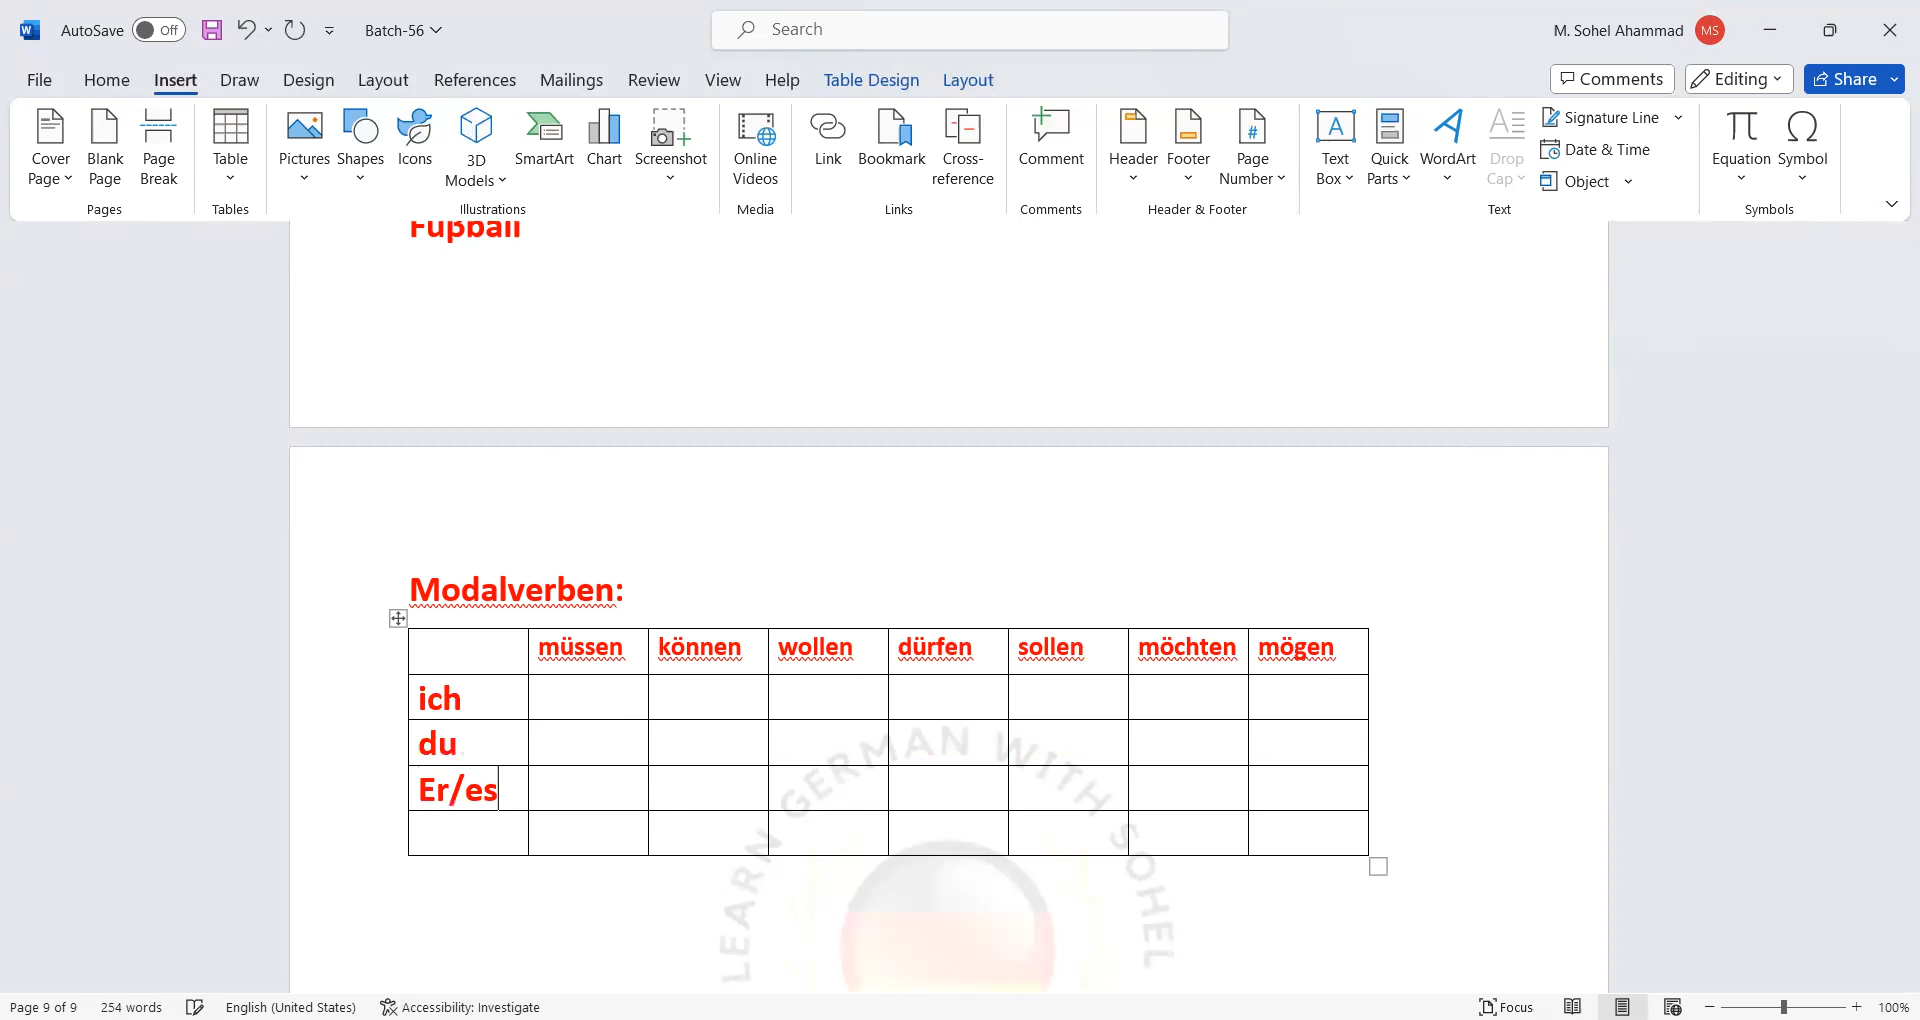 AutoSave Off Batch-56 Search M. Sohel Ahammad MS
File Home Insert Draw Design Layout References Mailings Review View Help Table Design Layout Comments Editing Share
Cover Page Blank Page Page Break Table Pictures Shapes Icons 3D Models SmartArt Chart Screenshot Online Videos Link Bookmark Cross-reference Comment Header Footer Page Number Text Box Quick Parts WordArt Drop Cap Signature Line Date & Time Object Equation Symbol
Pages Tables Illustrations Media Links Comments Header & Footer Text Symbols
Fußball
Modalverben:
müssen können wollen dürfen sollen möchten mögen
ich
du
Er/es
LEARN GERMAN WITH SOHEL
Page 9 of 9 254 words English (United States) Accessibility: Investigate Focus 100%